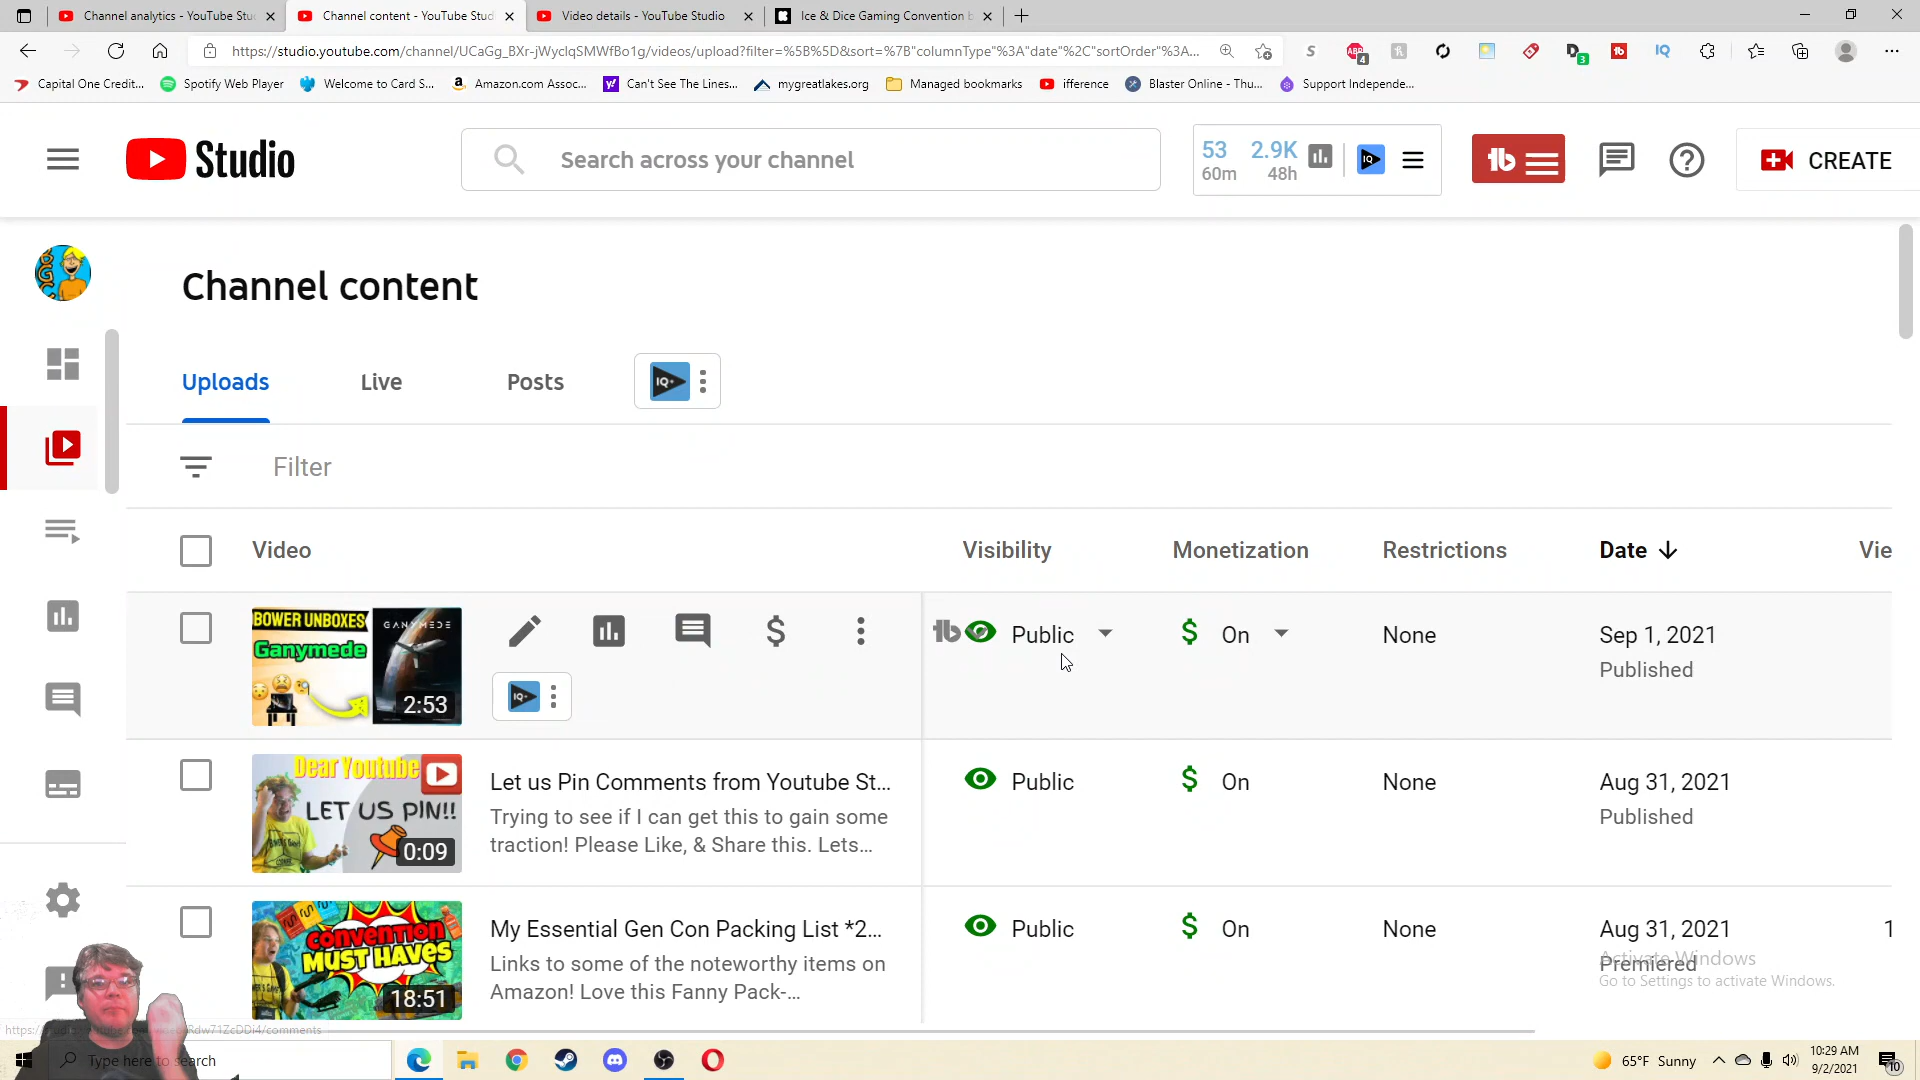 Channel analytics - YouTube Stu
Channel content - YouTube Stud
Video details - YouTube Studio
Ice & Dice Gaming Convention b
https://studio.youtube.com/channel/UCaGg_BXr-jWyclqSMWfBo1g/videos/upload?filter=%5B%5D&sort=%7B"columnType"%3A"date"%2C"sortOrder"%3A...
Capital One Credit...
Spotify Web Player
Welcome to Card S...
Amazon.com Assoc...
Can't See The Lines...
mygreatlakes.org
Managed bookmarks
ifference
Blaster Online - Thu...
Support Independe...
Studio
Search across your channel
53 2.9K
60m 48h
IQ
tb
CREATE
Channel content
Uploads Live Posts
Filter
Video Visibility Monetization Restrictions Date Vie
BOWER UNBOXES
Ganymede
GANYMEDE
2:53
Public On None Sep 1, 2021
Published
Dear Youtube
LET US PIN!!
0:09
Let us Pin Comments from Youtube St...
Trying to see if I can get this to gain some
traction! Please Like, & Share this. Lets...
Public On None Aug 31, 2021
Published
CONVENTION
MUST HAVES
18:51
My Essential Gen Con Packing List *2...
Links to some of the noteworthy items on
Amazon! Love this Fanny Pack-...
Public On None Aug 31, 2021 1
Premiered
Activate Windows
Go to Settings to activate Windows.
Type here to search
65°F Sunny
10:29 AM
9/2/2021
10